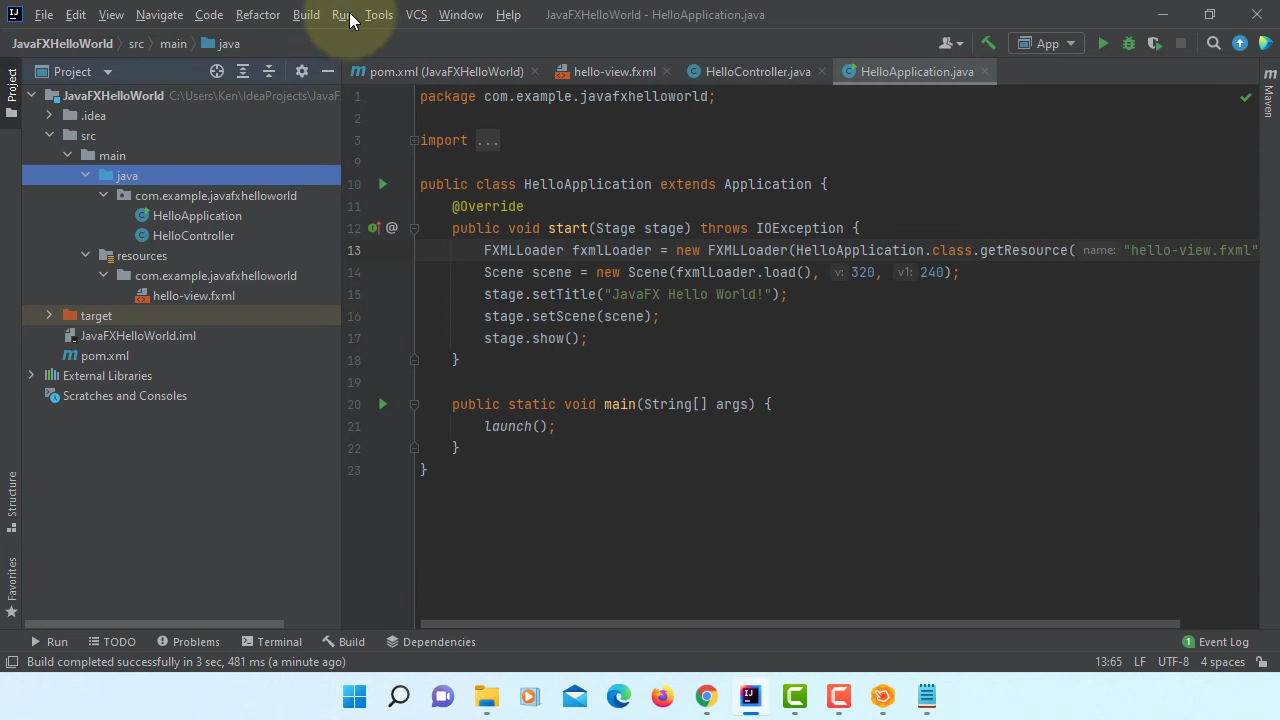 File Edit View Navigate Code Refactor Build Run Tools VCS Window Help JavaFXHelloWorld - HelloApplication.java
JavaFXHelloWorld src main java App
Project
Project
pom.xml (JavaFXHelloWorld) hello-view.fxml HelloController.java HelloApplication.java
Maven
JavaFXHelloWorld C:\Users\Ken\IdeaProjects\JavaF
.idea
src
main
java
com.example.javafxhelloworld
HelloApplication
HelloController
resources
com.example.javafxhelloworld
hello-view.fxml
target
JavaFXHelloWorld.iml
pom.xml
External Libraries
Scratches and Consoles
1 package com.example.javafxhelloworld;
2
3 import ...
9
10 public class HelloApplication extends Application {
11 @Override
12 @ public void start(Stage stage) throws IOException {
13 FXMLLoader fxmlLoader = new FXMLLoader(HelloApplication.class.getResource( name: "hello-view.fxml"
14 Scene scene = new Scene(fxmlLoader.load(), v: 320, v1: 240);
15 stage.setTitle("JavaFX Hello World!");
16 stage.setScene(scene);
17 stage.show();
18 }
19
20 public static void main(String[] args) {
21 launch();
22 }
23 }
Structure
Favorites
Run TODO Problems Terminal Build Dependencies 1 Event Log
Build completed successfully in 3 sec, 481 ms (a minute ago) 13:65 LF UTF-8 4 spaces